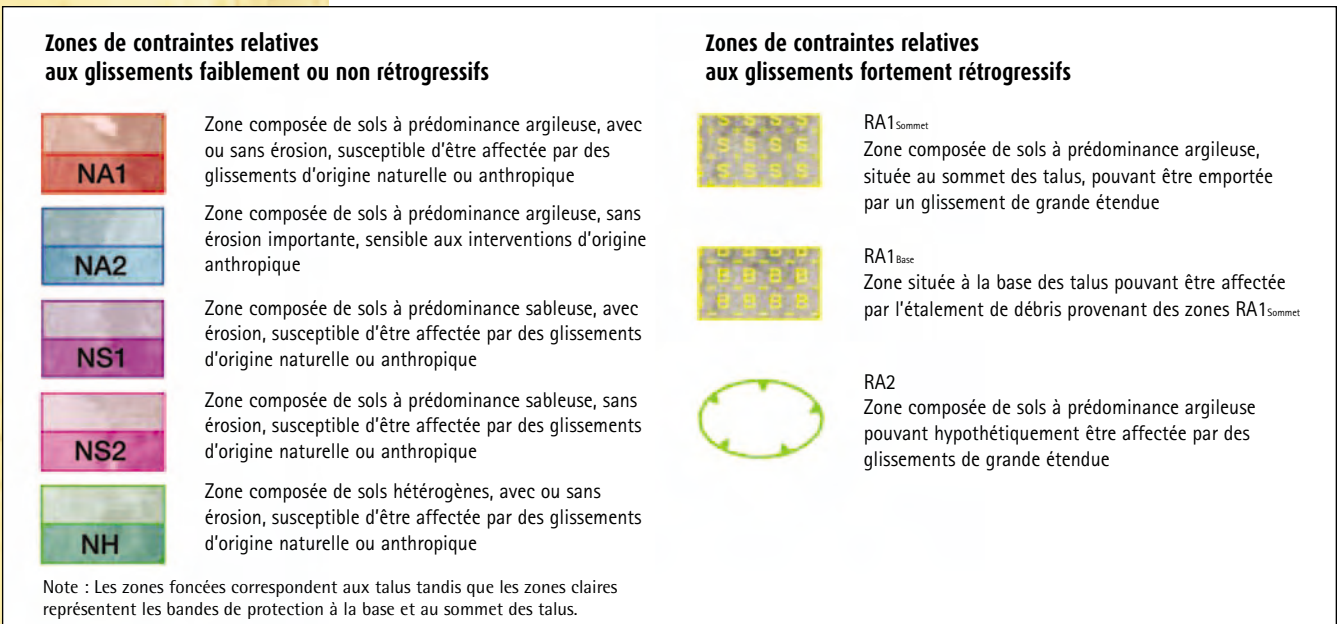 Zones de contraintes relatives
aux glissements faiblement ou non rétrogressifs
NA1
Zone composée de sols à prédominance argileuse, avec
ou sans érosion, susceptible d'être affectée par des
glissements d'origine naturelle ou anthropique
NA2
Zone composée de sols à prédominance argileuse, sans
érosion importante, sensible aux interventions d'origine
anthropique
NS1
Zone composée de sols à prédominance sableuse, avec
érosion, susceptible d'être affectée par des glissements
d'origine naturelle ou anthropique
NS2
Zone composée de sols à prédominance sableuse, sans
érosion, susceptible d'être affectée par des glissements
d'origine naturelle ou anthropique
NH
Zone composée de sols hétérogènes, avec ou sans
érosion, susceptible d'être affectée par des glissements
d'origine naturelle ou anthropique
Note : Les zones foncées correspondent aux talus tandis que les zones claires
représentent les bandes de protection à la base et au sommet des talus.
Zones de contraintes relatives
aux glissements fortement rétrogressifs
S S S S
S S S S
S S S S
RA1Sommet
Zone composée de sols à prédominance argileuse,
située au sommet des talus, pouvant être emportée
par un glissement de grande étendue
B B B B
B B B B
B B B B
RA1Base
Zone située à la base des talus pouvant être affectée
par l'étalement de débris provenant des zones RA1Sommet
RA2
Zone composée de sols à prédominance argileuse
pouvant hypothétiquement être affectée par des
glissements de grande étendue